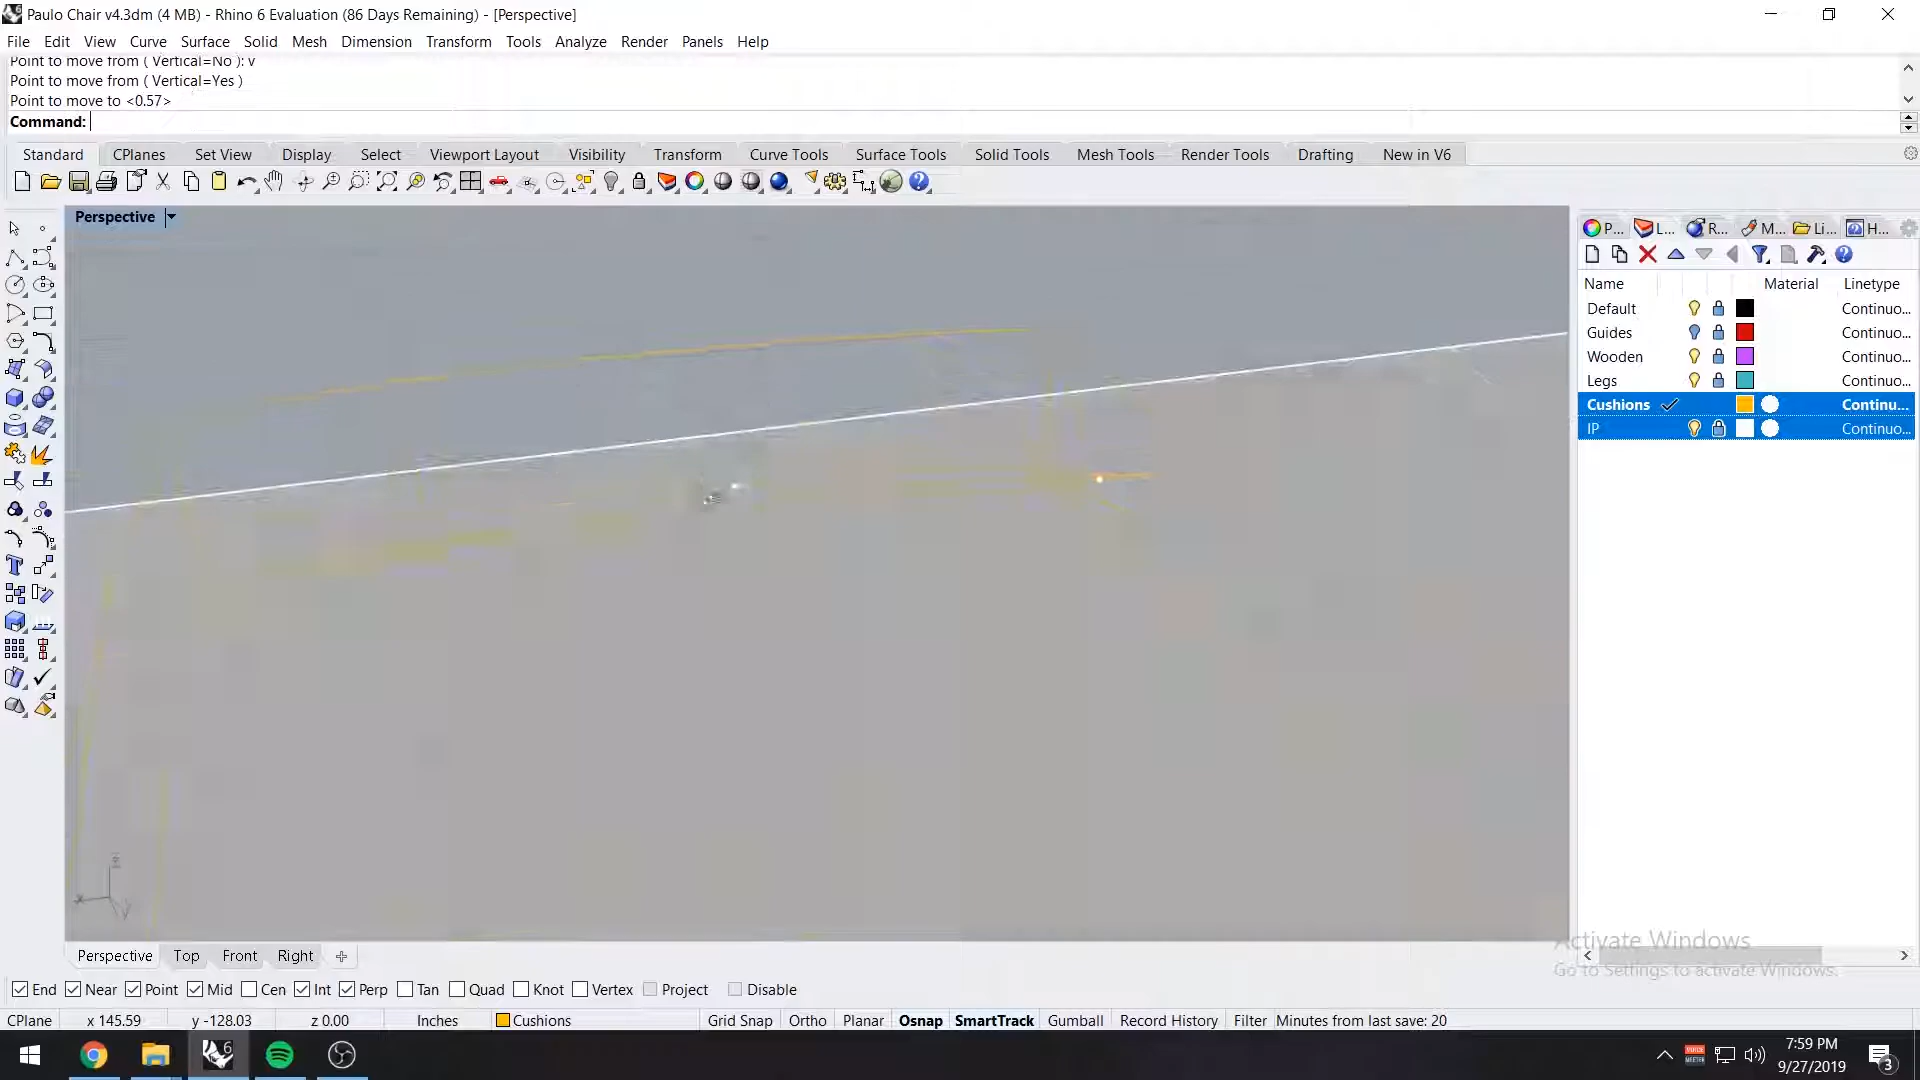 Paulo Chair v4.3dm (4 MB) - Rhino 6 Evaluation (86 Days Remaining) - [Perspective]
File Edit View Curve Surface Solid Mesh Dimension Transform Tools Analyze Render Panels Help
Point to move from ( Vertical=No ): v
Point to move from ( Vertical=Yes )
Point to move to <0.57>
Command:
Standard CPlanes Set View Display Select Viewport Layout Visibility Transform Curve Tools Surface Tools Solid Tools Mesh Tools Render Tools Drafting New in V6
Perspective
P... L... R... M... Li... H...
Name Material Linetype
Default Continuo...
Guides Continuo...
Wooden Continuo...
Legs Continuo...
Cushions Continu...
IP Continuo...
Activate Windows
Go to Settings to activate Windows.
Perspective Top Front Right
End Near Point Mid Cen Int Perp Tan Quad Knot Vertex Project Disable
CPlane x 145.59 y -128.03 z 0.00 Inches Cushions Grid Snap Ortho Planar Osnap SmartTrack Gumball Record History Filter Minutes from last save: 20
6
7:59 PM
9/27/2019
3